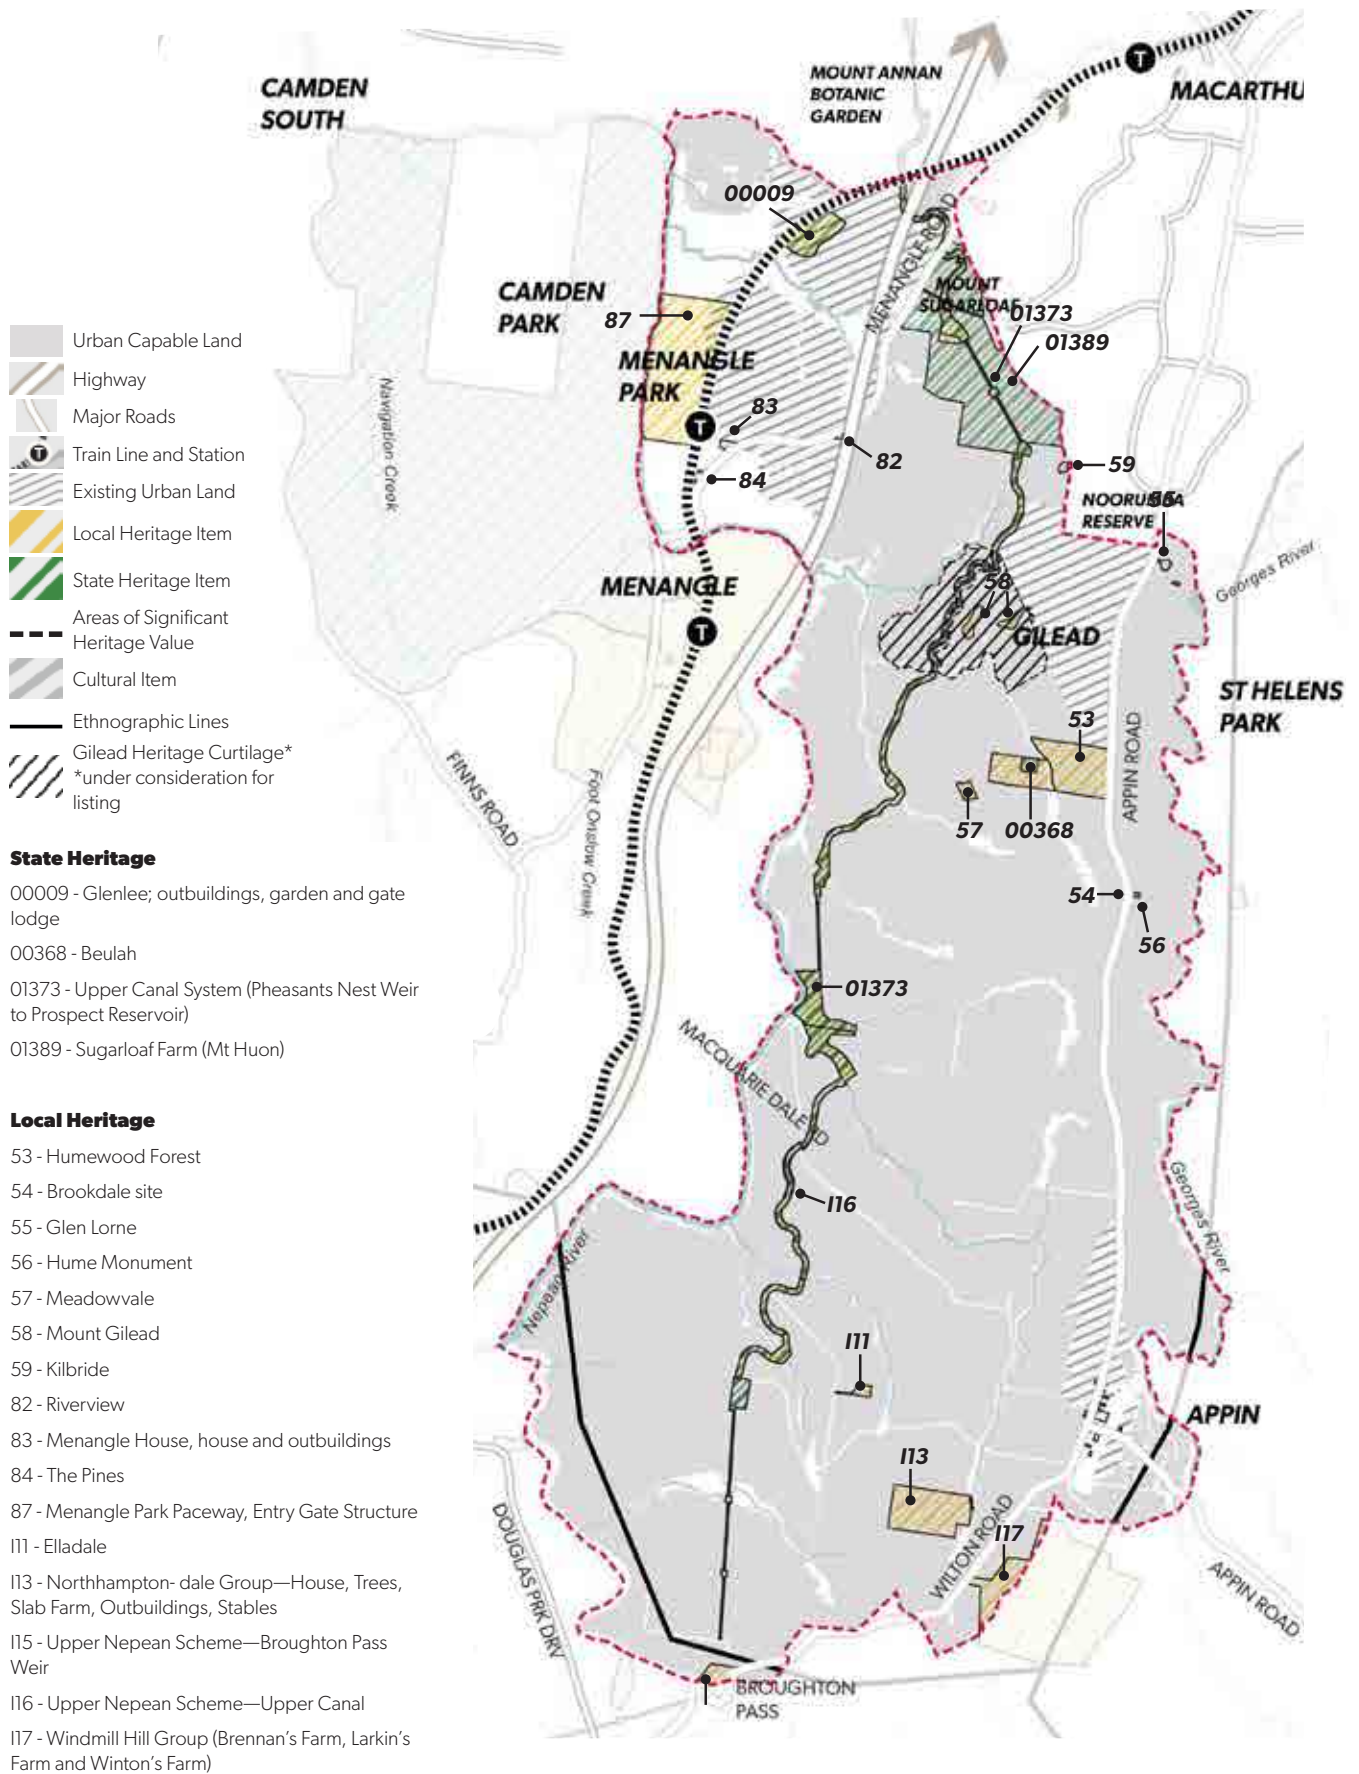 CAMDEN
SOUTH
MOUNT ANNAN
BOTANIC
GARDEN
T
MACARTHU
00009
MENANGLE ROAD
CAMDEN
PARK
87
MOUNT
SUGARLOAF
01373
01389
MENANGLE
PARK
T
83
84
82
59
NOORUMBA
RESERVE
55
Navigation Creek
Georges River
MENANGLE
T
58
GILEAD
ST HELENS
PARK
53
APPIN ROAD
57
00368
FINNS ROAD
Foot Onslow Creek
54
56
01373
MACQUARIE DALE RD
I16
Georges River
Nepean River
I11
APPIN
I13
WILTON ROAD
I17
DOUGLAS PRK DRV
APPIN ROAD
BROUGHTON
PASS
Urban Capable Land
Highway
Major Roads
T
Train Line and Station
Existing Urban Land
Local Heritage Item
State Heritage Item
Areas of Significant
Heritage Value
Cultural Item
Ethnographic Lines
Gilead Heritage Curtilage*
*under consideration for
listing
State Heritage
00009 - Glenlee; outbuildings, garden and gate
lodge
00368 - Beulah
01373 - Upper Canal System (Pheasants Nest Weir
to Prospect Reservoir)
01389 - Sugarloaf Farm (Mt Huon)
Local Heritage
53 - Humewood Forest
54 - Brookdale site
55 - Glen Lorne
56 - Hume Monument
57 - Meadowvale
58 - Mount Gilead
59 - Kilbride
82 - Riverview
83 - Menangle House, house and outbuildings
84 - The Pines
87 - Menangle Park Paceway, Entry Gate Structure
I11 - Elladale
I13 - Northhampton- dale Group—House, Trees,
Slab Farm, Outbuildings, Stables
I15 - Upper Nepean Scheme—Broughton Pass
Weir
I16 - Upper Nepean Scheme—Upper Canal
I17 - Windmill Hill Group (Brennan's Farm, Larkin's
Farm and Winton's Farm)